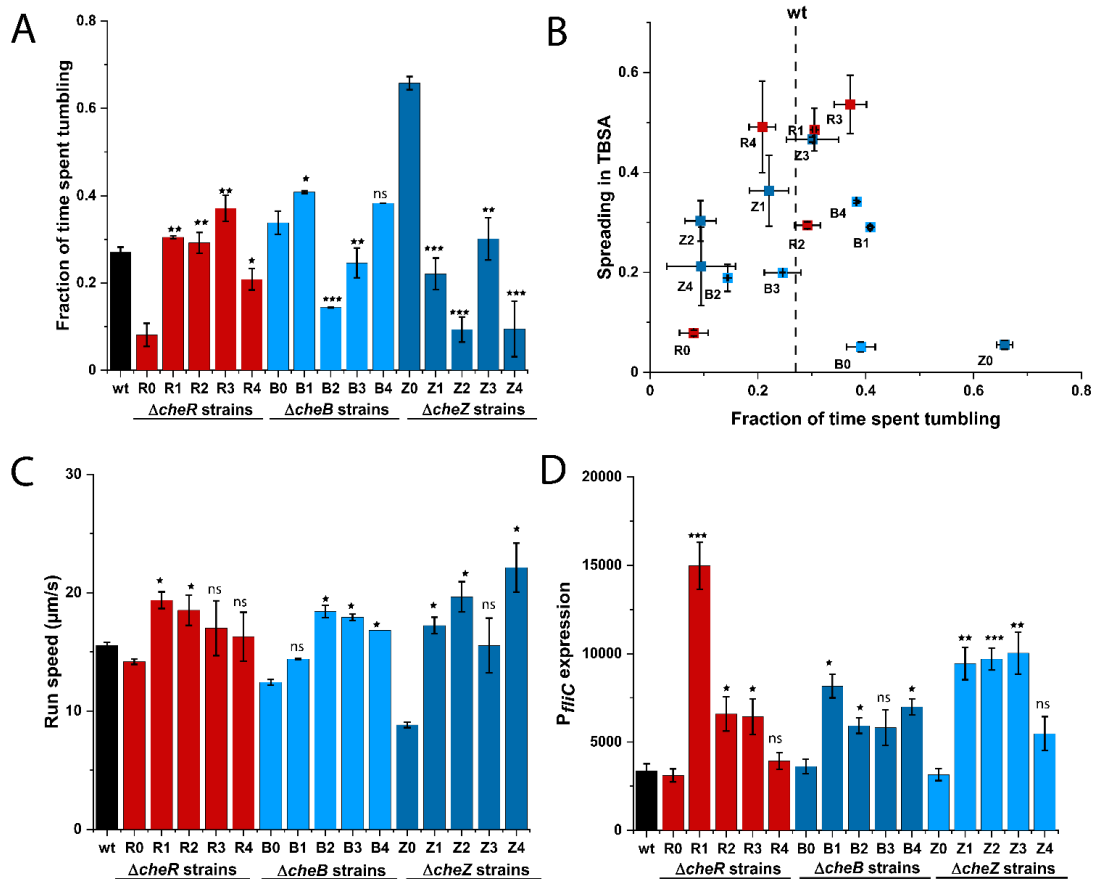 A
Fraction of time spent tumbling
0.8
0.6
0.4
0.2
0
★★
★★
★★
★
★
★★★
★★
ns
★★★
★★★
★★
★★★
wt R0 R1 R2 R3 R4 B0 B1 B2 B3 B4 Z0 Z1 Z2 Z3 Z4
ΔcheR strains ΔcheB strains ΔcheZ strains
B
wt
Spreading in TBSA
0.6
0.4
0.2
0
R3
R1
R4
Z3
Z1
B4
Z2
R2
B1
Z4
B2
B3
R0
B0
Z0
0 0.2 0.4 0.6 0.8
Fraction of time spent tumbling
C
Run speed (µm/s)
30
20
10
0
★
★
ns
ns
ns
★
★
★
★
★
ns
★
wt R0 R1 R2 R3 R4 B0 B1 B2 B3 B4 Z0 Z1 Z2 Z3 Z4
ΔcheR strains ΔcheB strains ΔcheZ strains
D
PfliC expression
20000
15000
10000
5000
0
★★★
★
★
ns
★
★
ns
★
★★
★★★
★★
ns
wt R0 R1 R2 R3 R4 B0 B1 B2 B3 B4 Z0 Z1 Z2 Z3 Z4
ΔcheR strains ΔcheB strains ΔcheZ strains